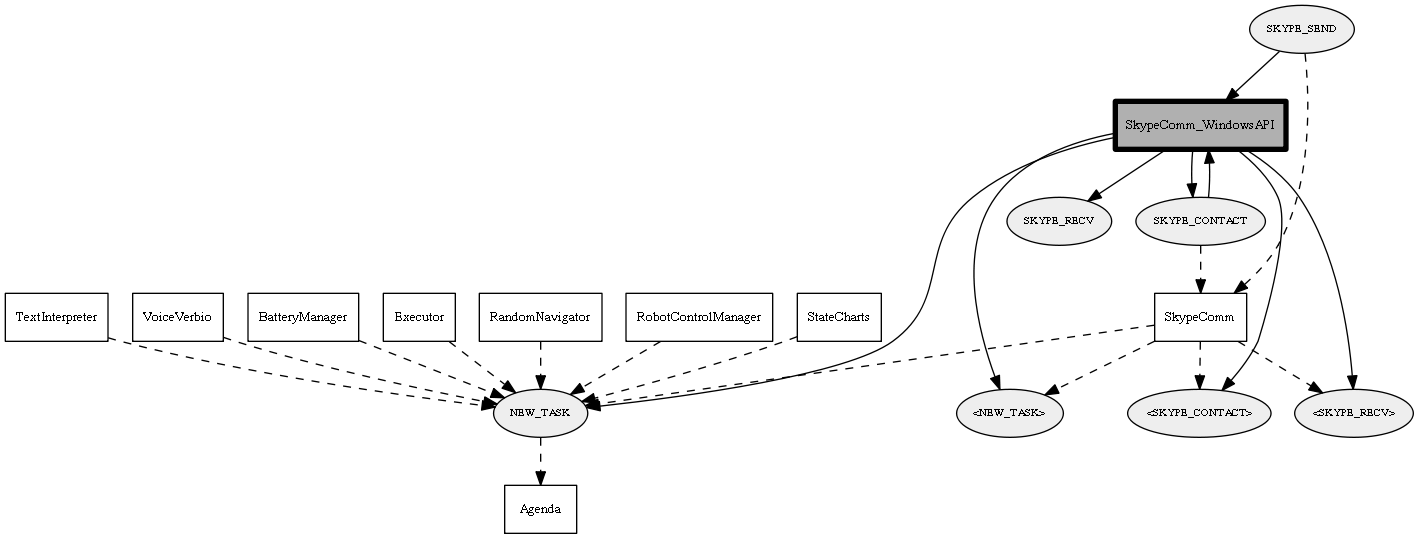 SKYPE_SEND
SkypeComm_WindowsAPI
SKYPE_RECV
SKYPE_CONTACT
TextInterpreter
VoiceVerbio
BatteryManager
Executor
RandomNavigator
RobotControlManager
StateCharts
SkypeComm
NEW_TASK
<NEW_TASK>
<SKYPE_CONTACT>
<SKYPE_RECV>
Agenda